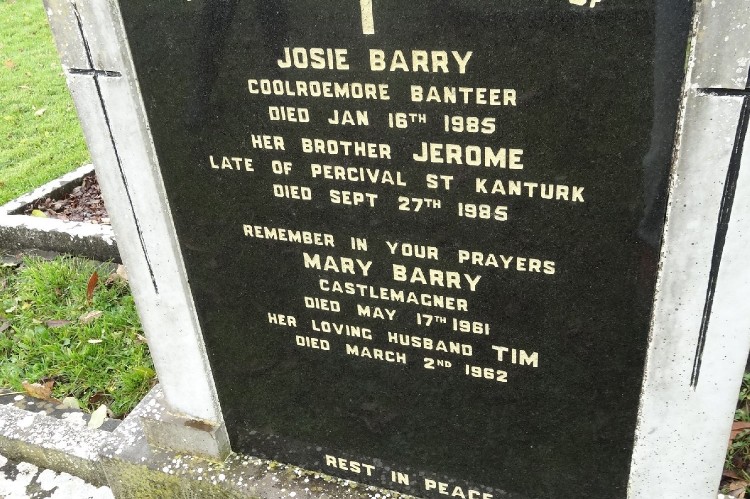 JOSIE BARRY
COOLROEMORE BANTEER
DIED JAN 16TH 1985
HER BROTHER JEROME
LATE OF PERCIVAL ST KANTURK
DIED SEPT 27TH 1985
REMEMBER IN YOUR PRAYERS
MARY BARRY
CASTLEMAGNER
DIED MAY 17TH 1961
HER LOVING HUSBAND TIM
DIED MARCH 2ND 1962
REST IN PEACE